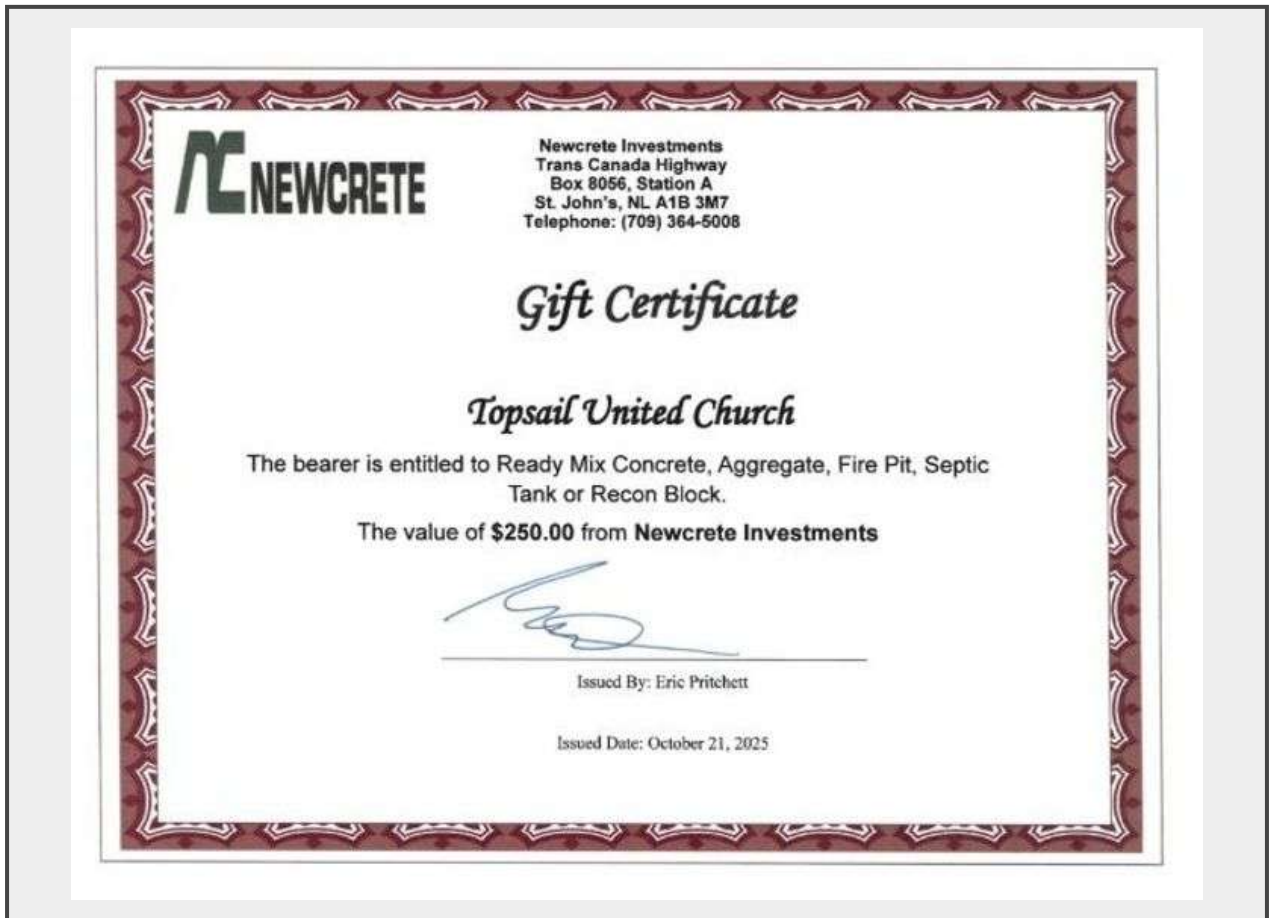 NEWCRETE
Newcrete Investments
Trans Canada Highway
Box 8056, Station A
St. John's, NL A1B 3M7
Telephone: (709) 364-5008
Gift Certificate
Topsail United Church
The bearer is entitled to Ready Mix Concrete, Aggregate, Fire Pit, Septic
Tank or Recon Block.
The value of $250.00 from Newcrete Investments
Issued By: Eric Pritchett
Issued Date: October 21, 2025